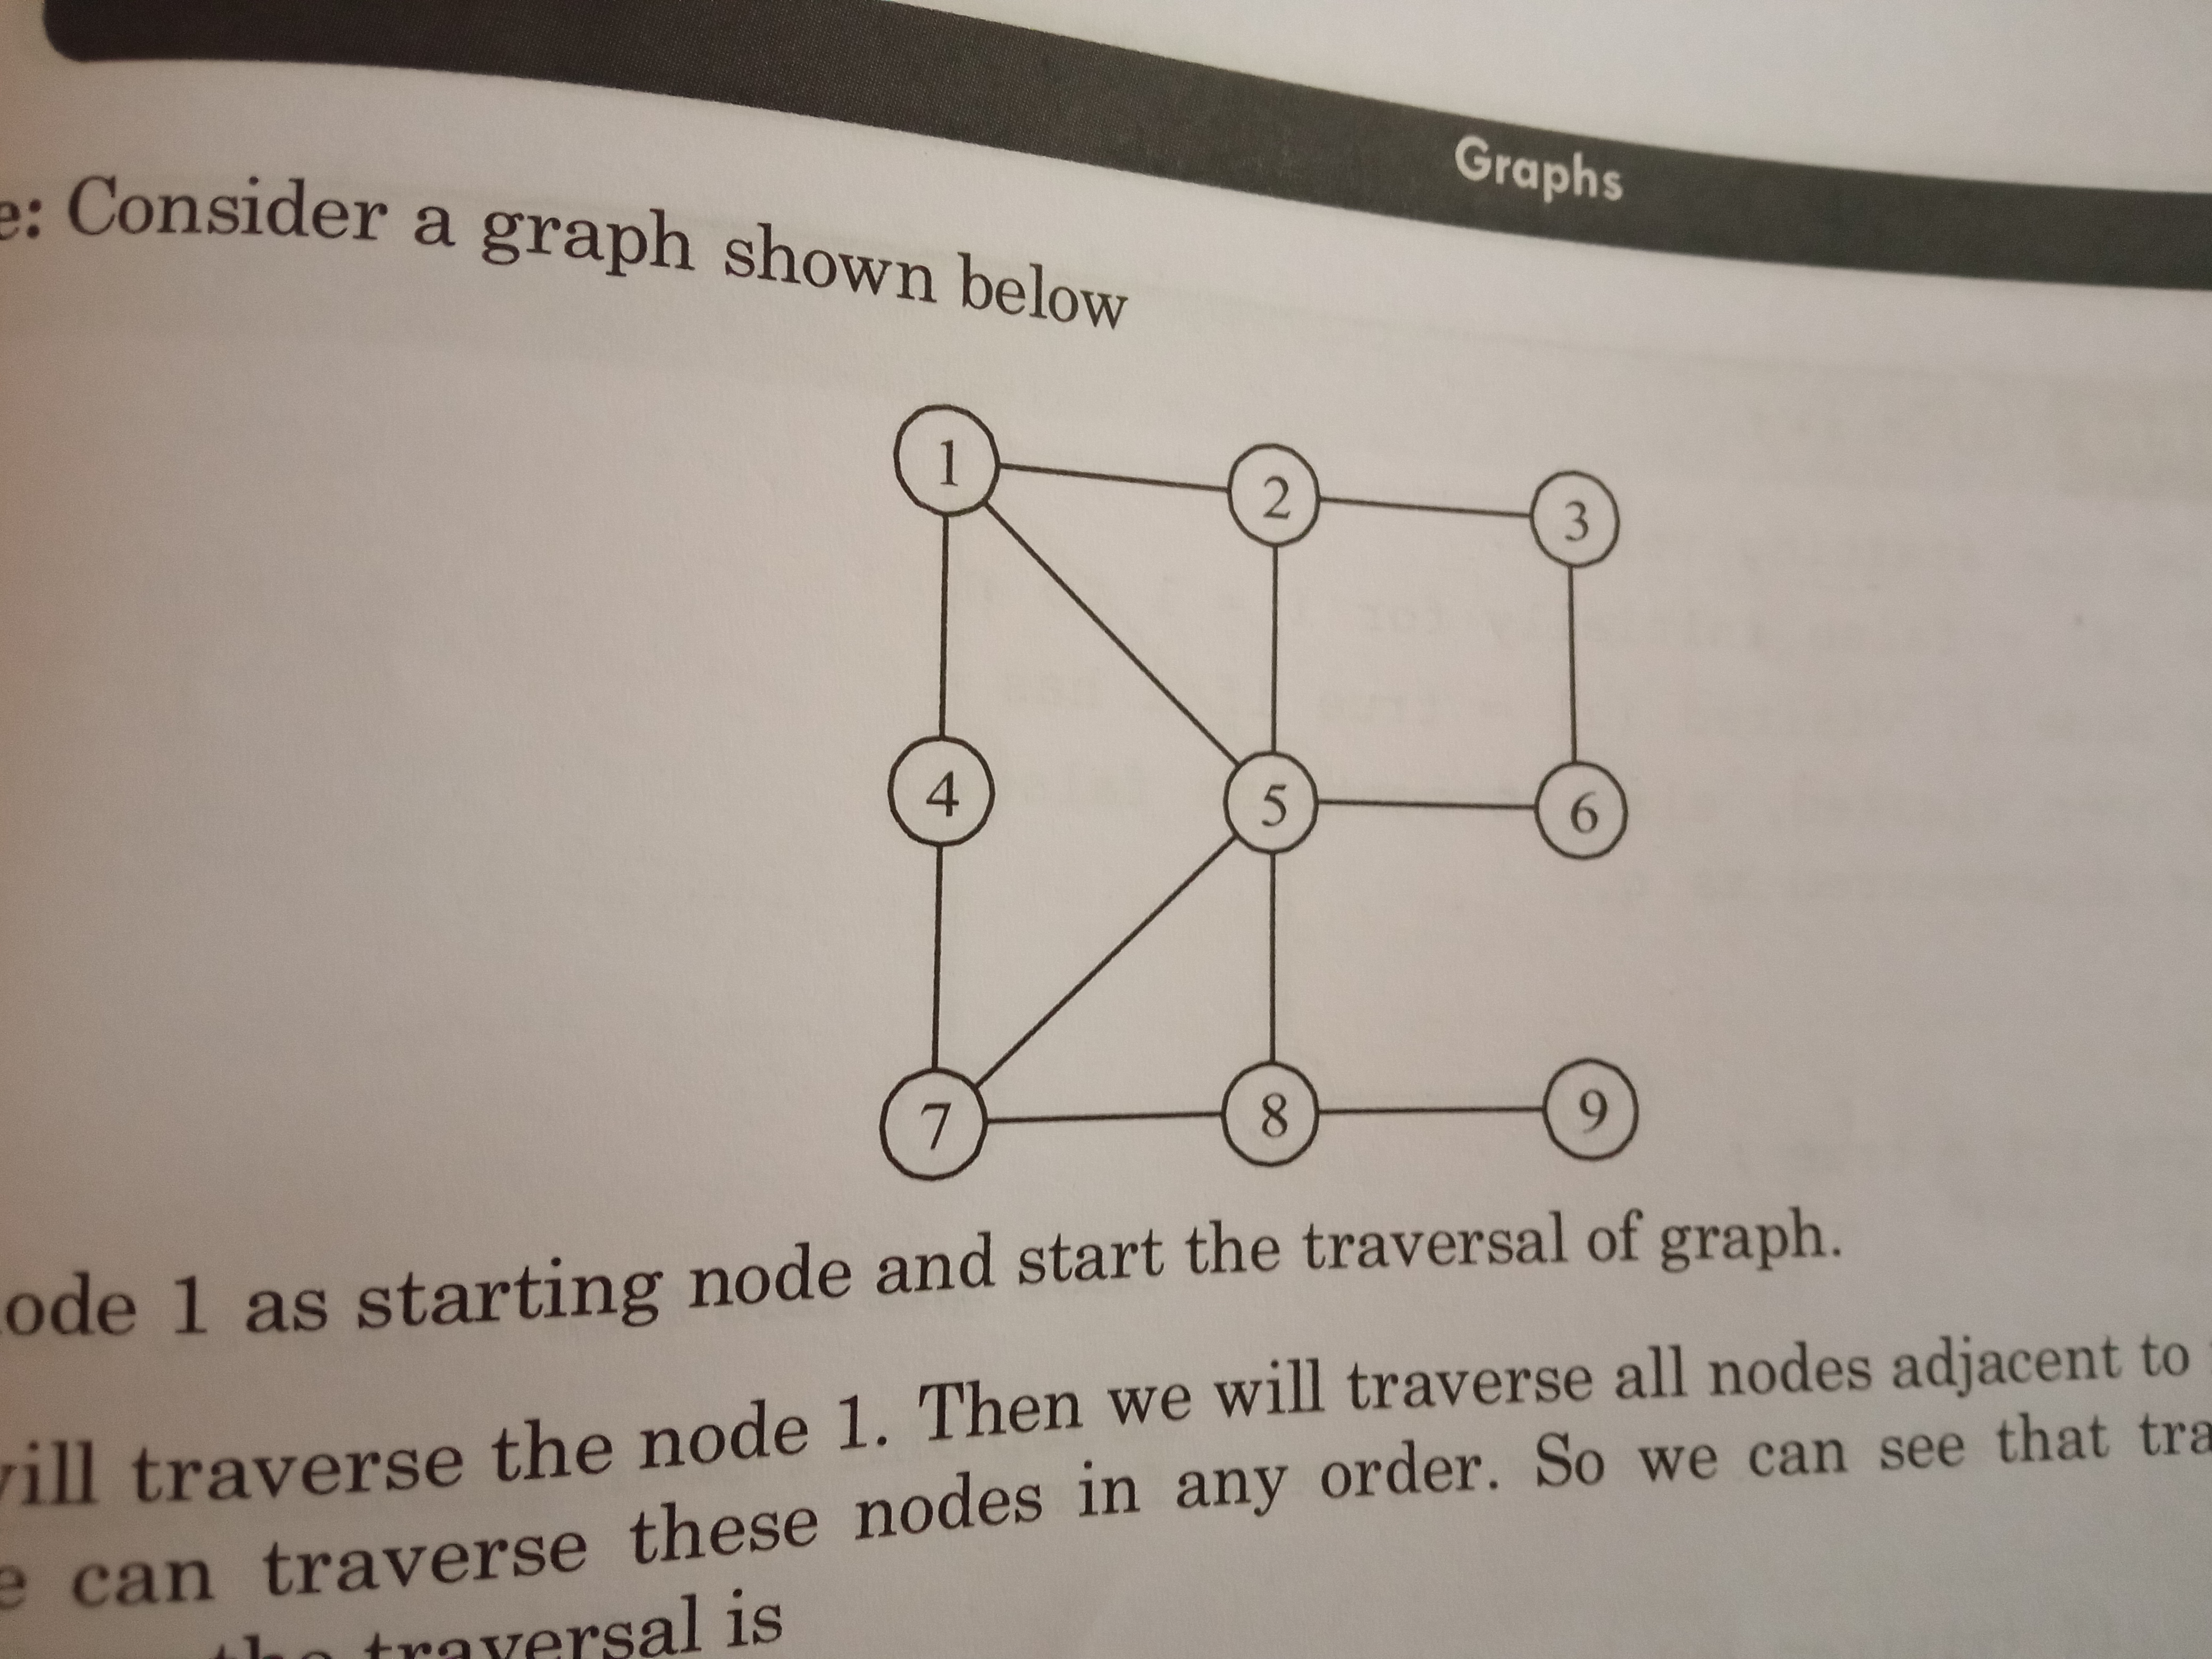 Graphs
e: Consider a graph shown below
1
2
3
4
5
6
7
8
9
ode 1 as starting node and start the traversal of graph.
will traverse the node 1. Then we will traverse all nodes adjacent to
e can traverse these nodes in any order. So we can see that tra
the traversal is